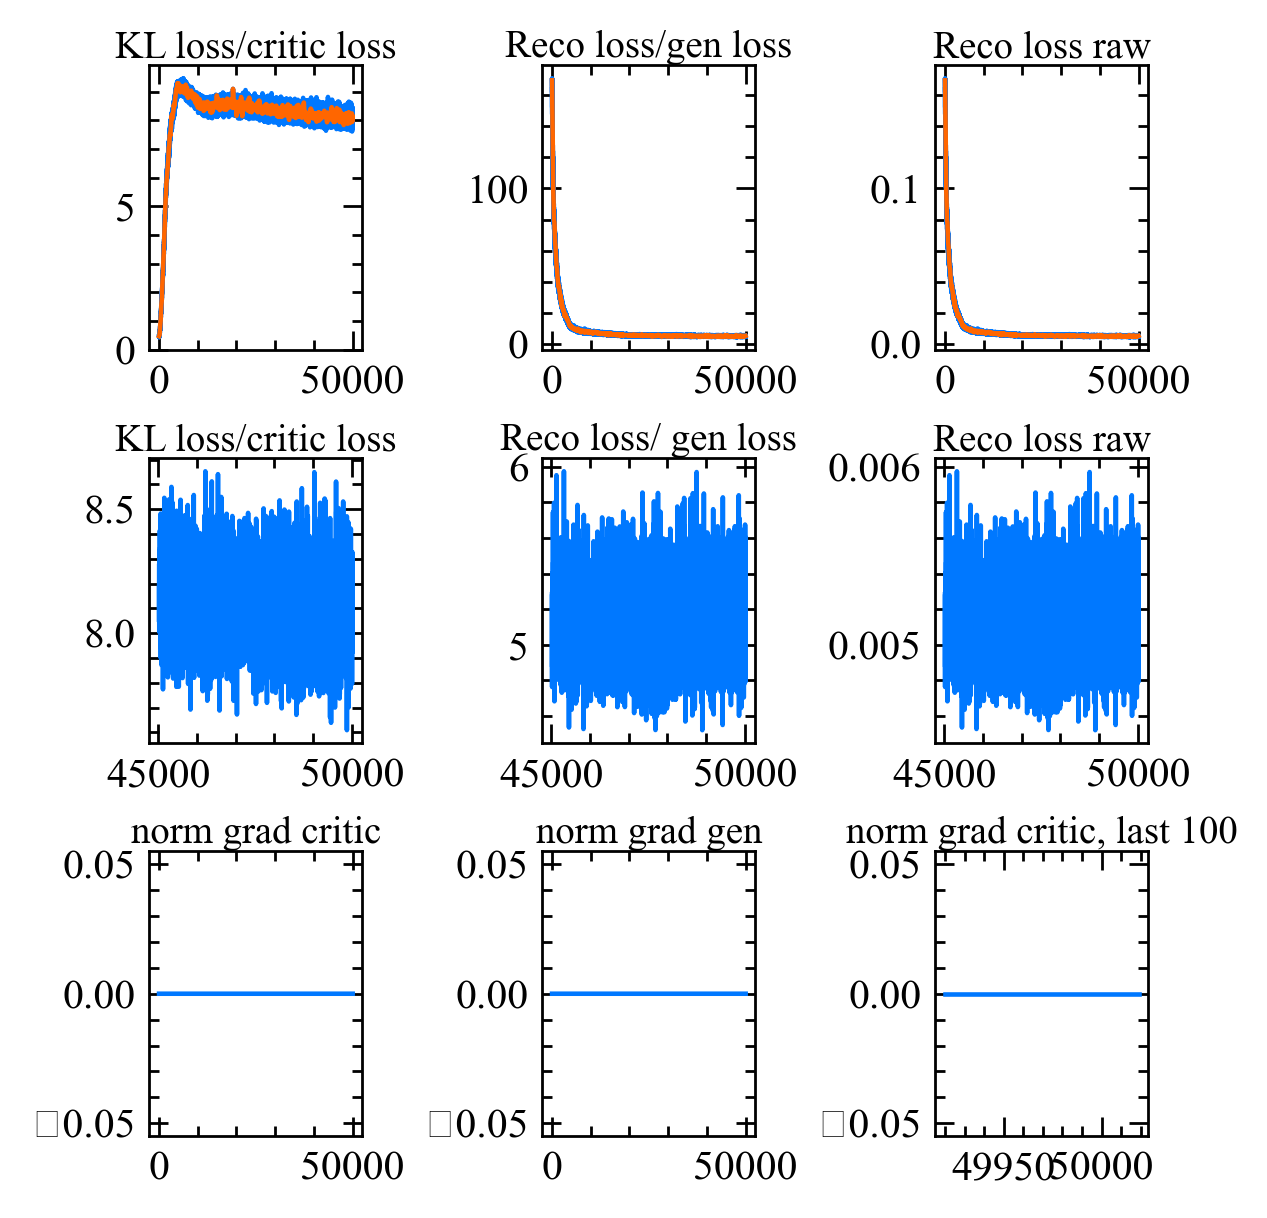 KL loss/critic loss Reco loss/gen loss Reco loss raw
5
0
100
0
0.1
0.0
0 50000 0 50000 0 50000
KL loss/critic loss Reco loss/ gen loss Reco loss raw
8.5
8.0
6
5
0.006
0.005
45000 50000 45000 50000 45000 50000
norm grad critic norm grad gen norm grad critic, last 100
0.05 0.05 0.05
0.00 0.00 0.00
□0.05 □0.05 □0.05
0 50000 0 50000 49950 50000